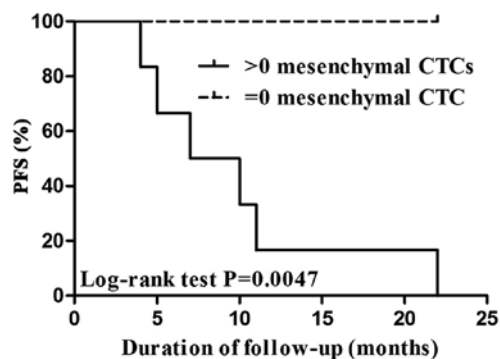 100
80
60
40
20
0
PFS (%)
>0 mesenchymal CTCs
=0 mesenchymal CTC
Log-rank test P=0.0047
0 5 10 15 20 25
Duration of follow-up (months)